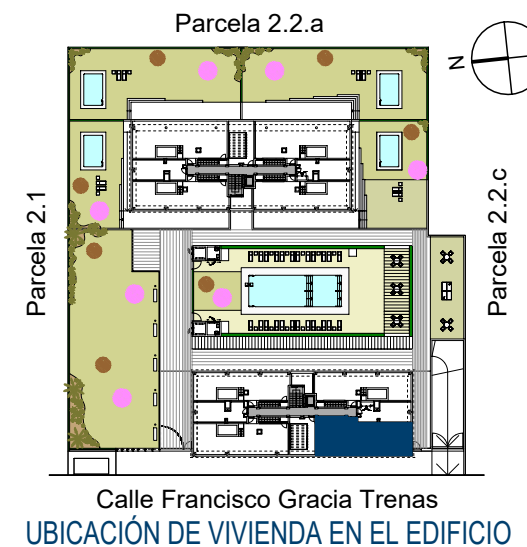 Parcela 2.2.a
N
Parcela 2.1
Parcela 2.2.c
Calle Francisco Gracia Trenas
UBICACIÓN DE VIVIENDA EN EL EDIFICIO